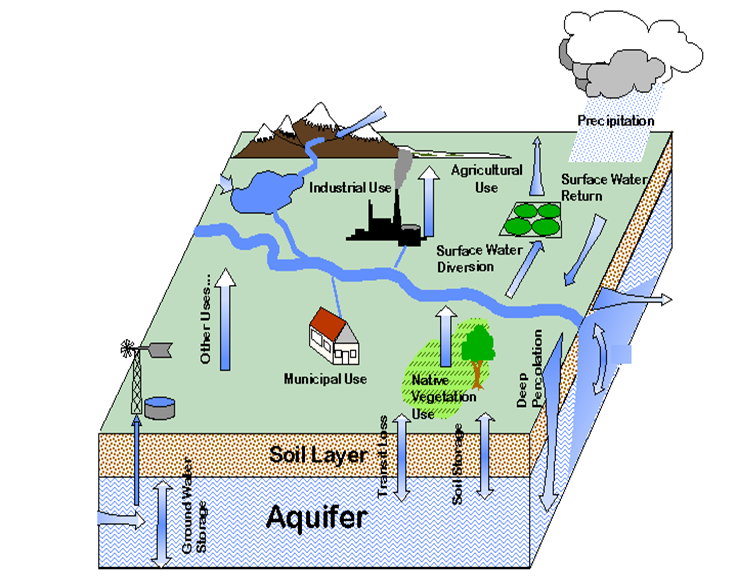 Precipitation
Industrial Use
Agricultural
Use
Surface Water
Return
Surface Water
Diversion
Other Uses...
Municipal Use
Native
Vegetation
Use
Deep
Percolation
Soil Layer
Transit Loss
Soil Storage
Ground Water
Storage
Aquifer